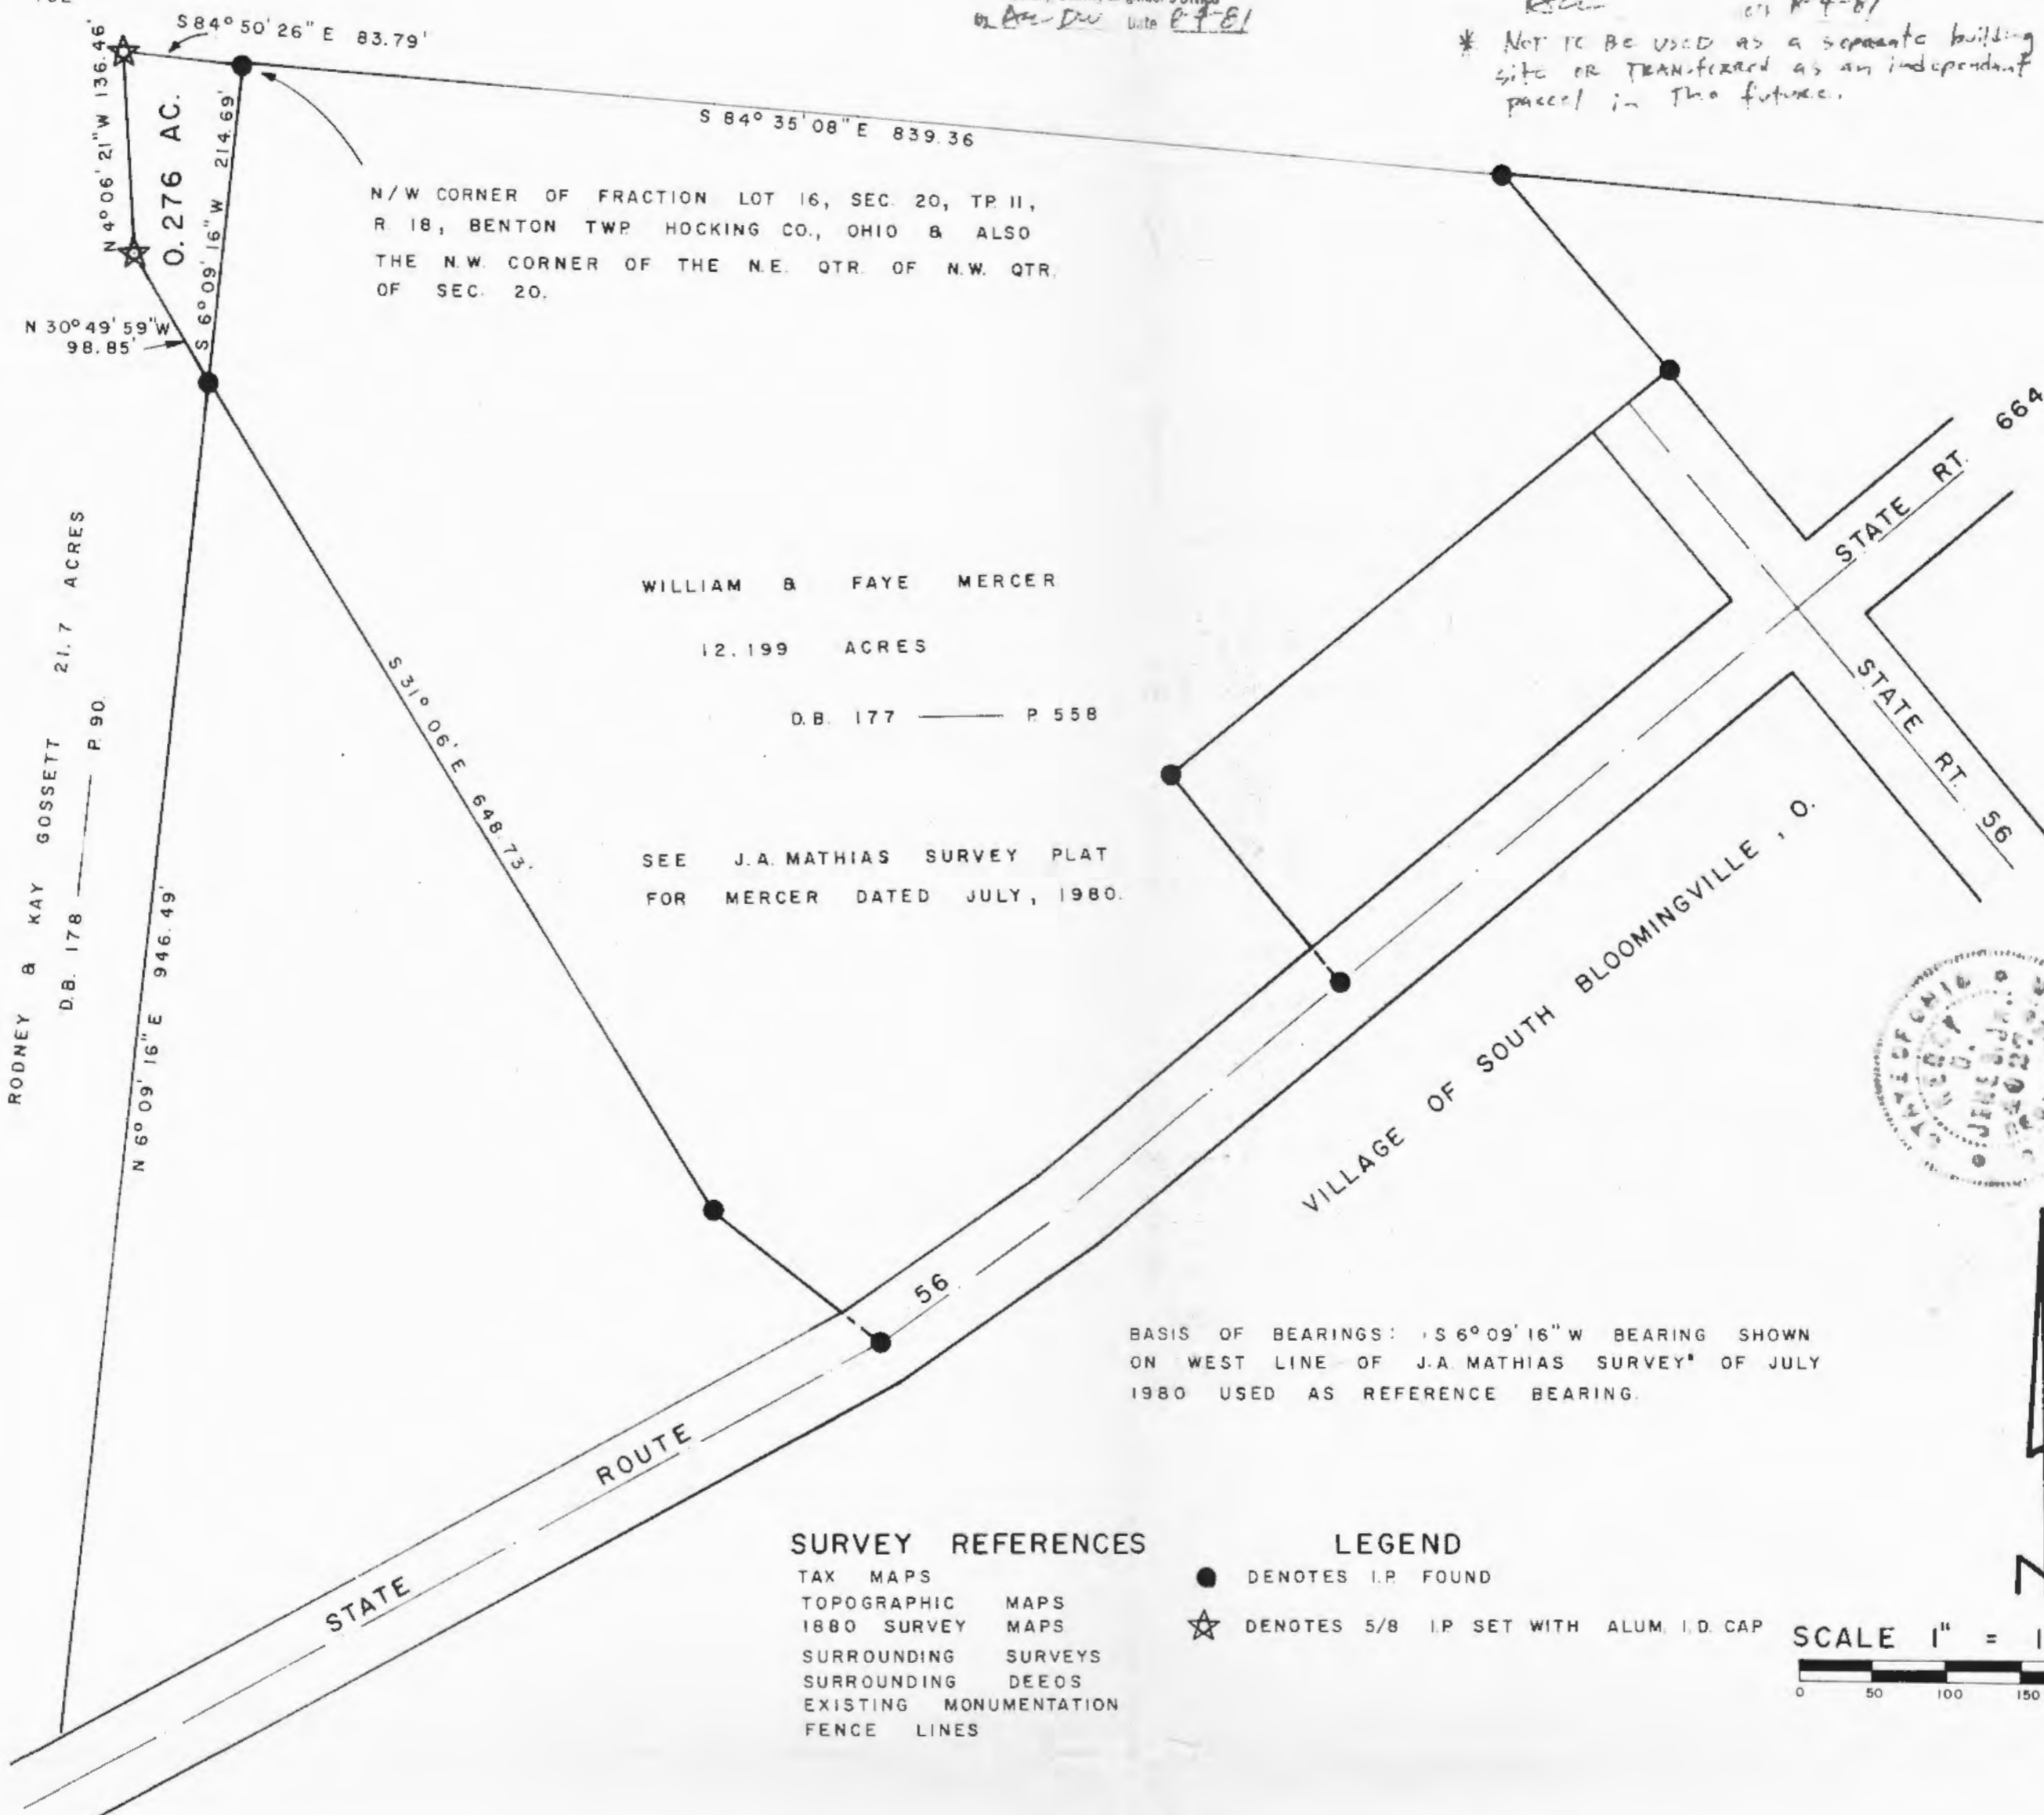 Date 8-4-81
on 8-4-81
* NOT TO BE USED as a separate building
site OR TRANSFERRED as an independant
parcel in The future.
S 84° 50' 26" E 83.79'
N 4° 06' 21" W 136.46'
0.276 AC.
S 6° 09' 16" W 214.69'
S 84° 35' 08" E 839.36
N/W CORNER OF FRACTION LOT 16, SEC. 20, TP. 11,
R. 18, BENTON TWP. HOCKING CO., OHIO & ALSO
THE N.W. CORNER OF THE N.E. QTR. OF N.W. QTR.
OF SEC. 20.
N 30° 49' 59" W
98.85'
RODNEY & KAY GOSSETT 21.7 ACRES
D.B. 178 — P. 90.
N 6° 09' 16" E 946.49'
S 31° 06' E 648.73'
WILLIAM & FAYE MERCER
12.199 ACRES
D.B. 177 — P. 558
SEE J.A. MATHIAS SURVEY PLAT
FOR MERCER DATED JULY, 1980.
STATE RT. 664
STATE RT. 56
VILLAGE OF SOUTH BLOOMINGVILLE, O.
STATE ROUTE 56
BASIS OF BEARINGS: S 6° 09' 16" W BEARING SHOWN
ON WEST LINE OF J.A. MATHIAS SURVEY OF JULY
1980 USED AS REFERENCE BEARING.
SURVEY REFERENCES
TAX MAPS
TOPOGRAPHIC MAPS
1880 SURVEY MAPS
SURROUNDING SURVEYS
SURROUNDING DEEDS
EXISTING MONUMENTATION
FENCE LINES
LEGEND
DENOTES I.P. FOUND
DENOTES 5/8 I.P. SET WITH ALUM. I.D. CAP
SCALE 1" = 1
0 50 100 150